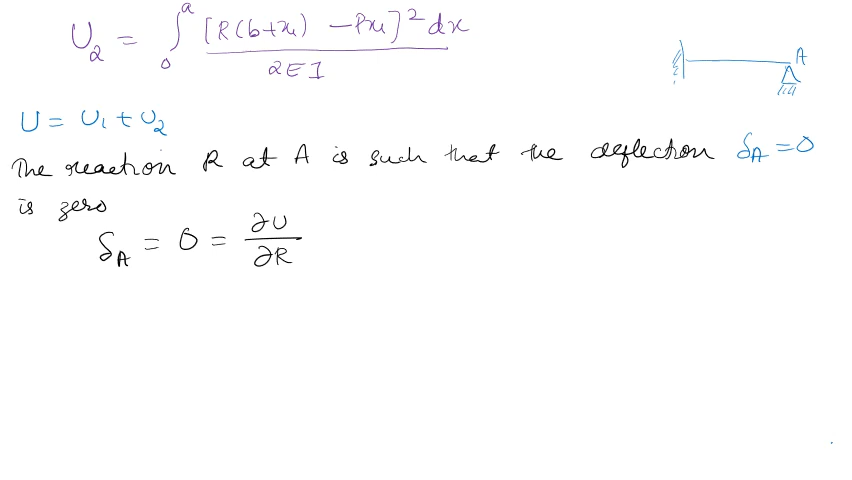 U₂ = ∫₀ᵃ [R(b+x) - Px]² dx / 2EI
A
U = U₁ + U₂
The reaction R at A is such that the deflection δ_A = 0
is zero
δ_A = 0 = ∂U/∂R